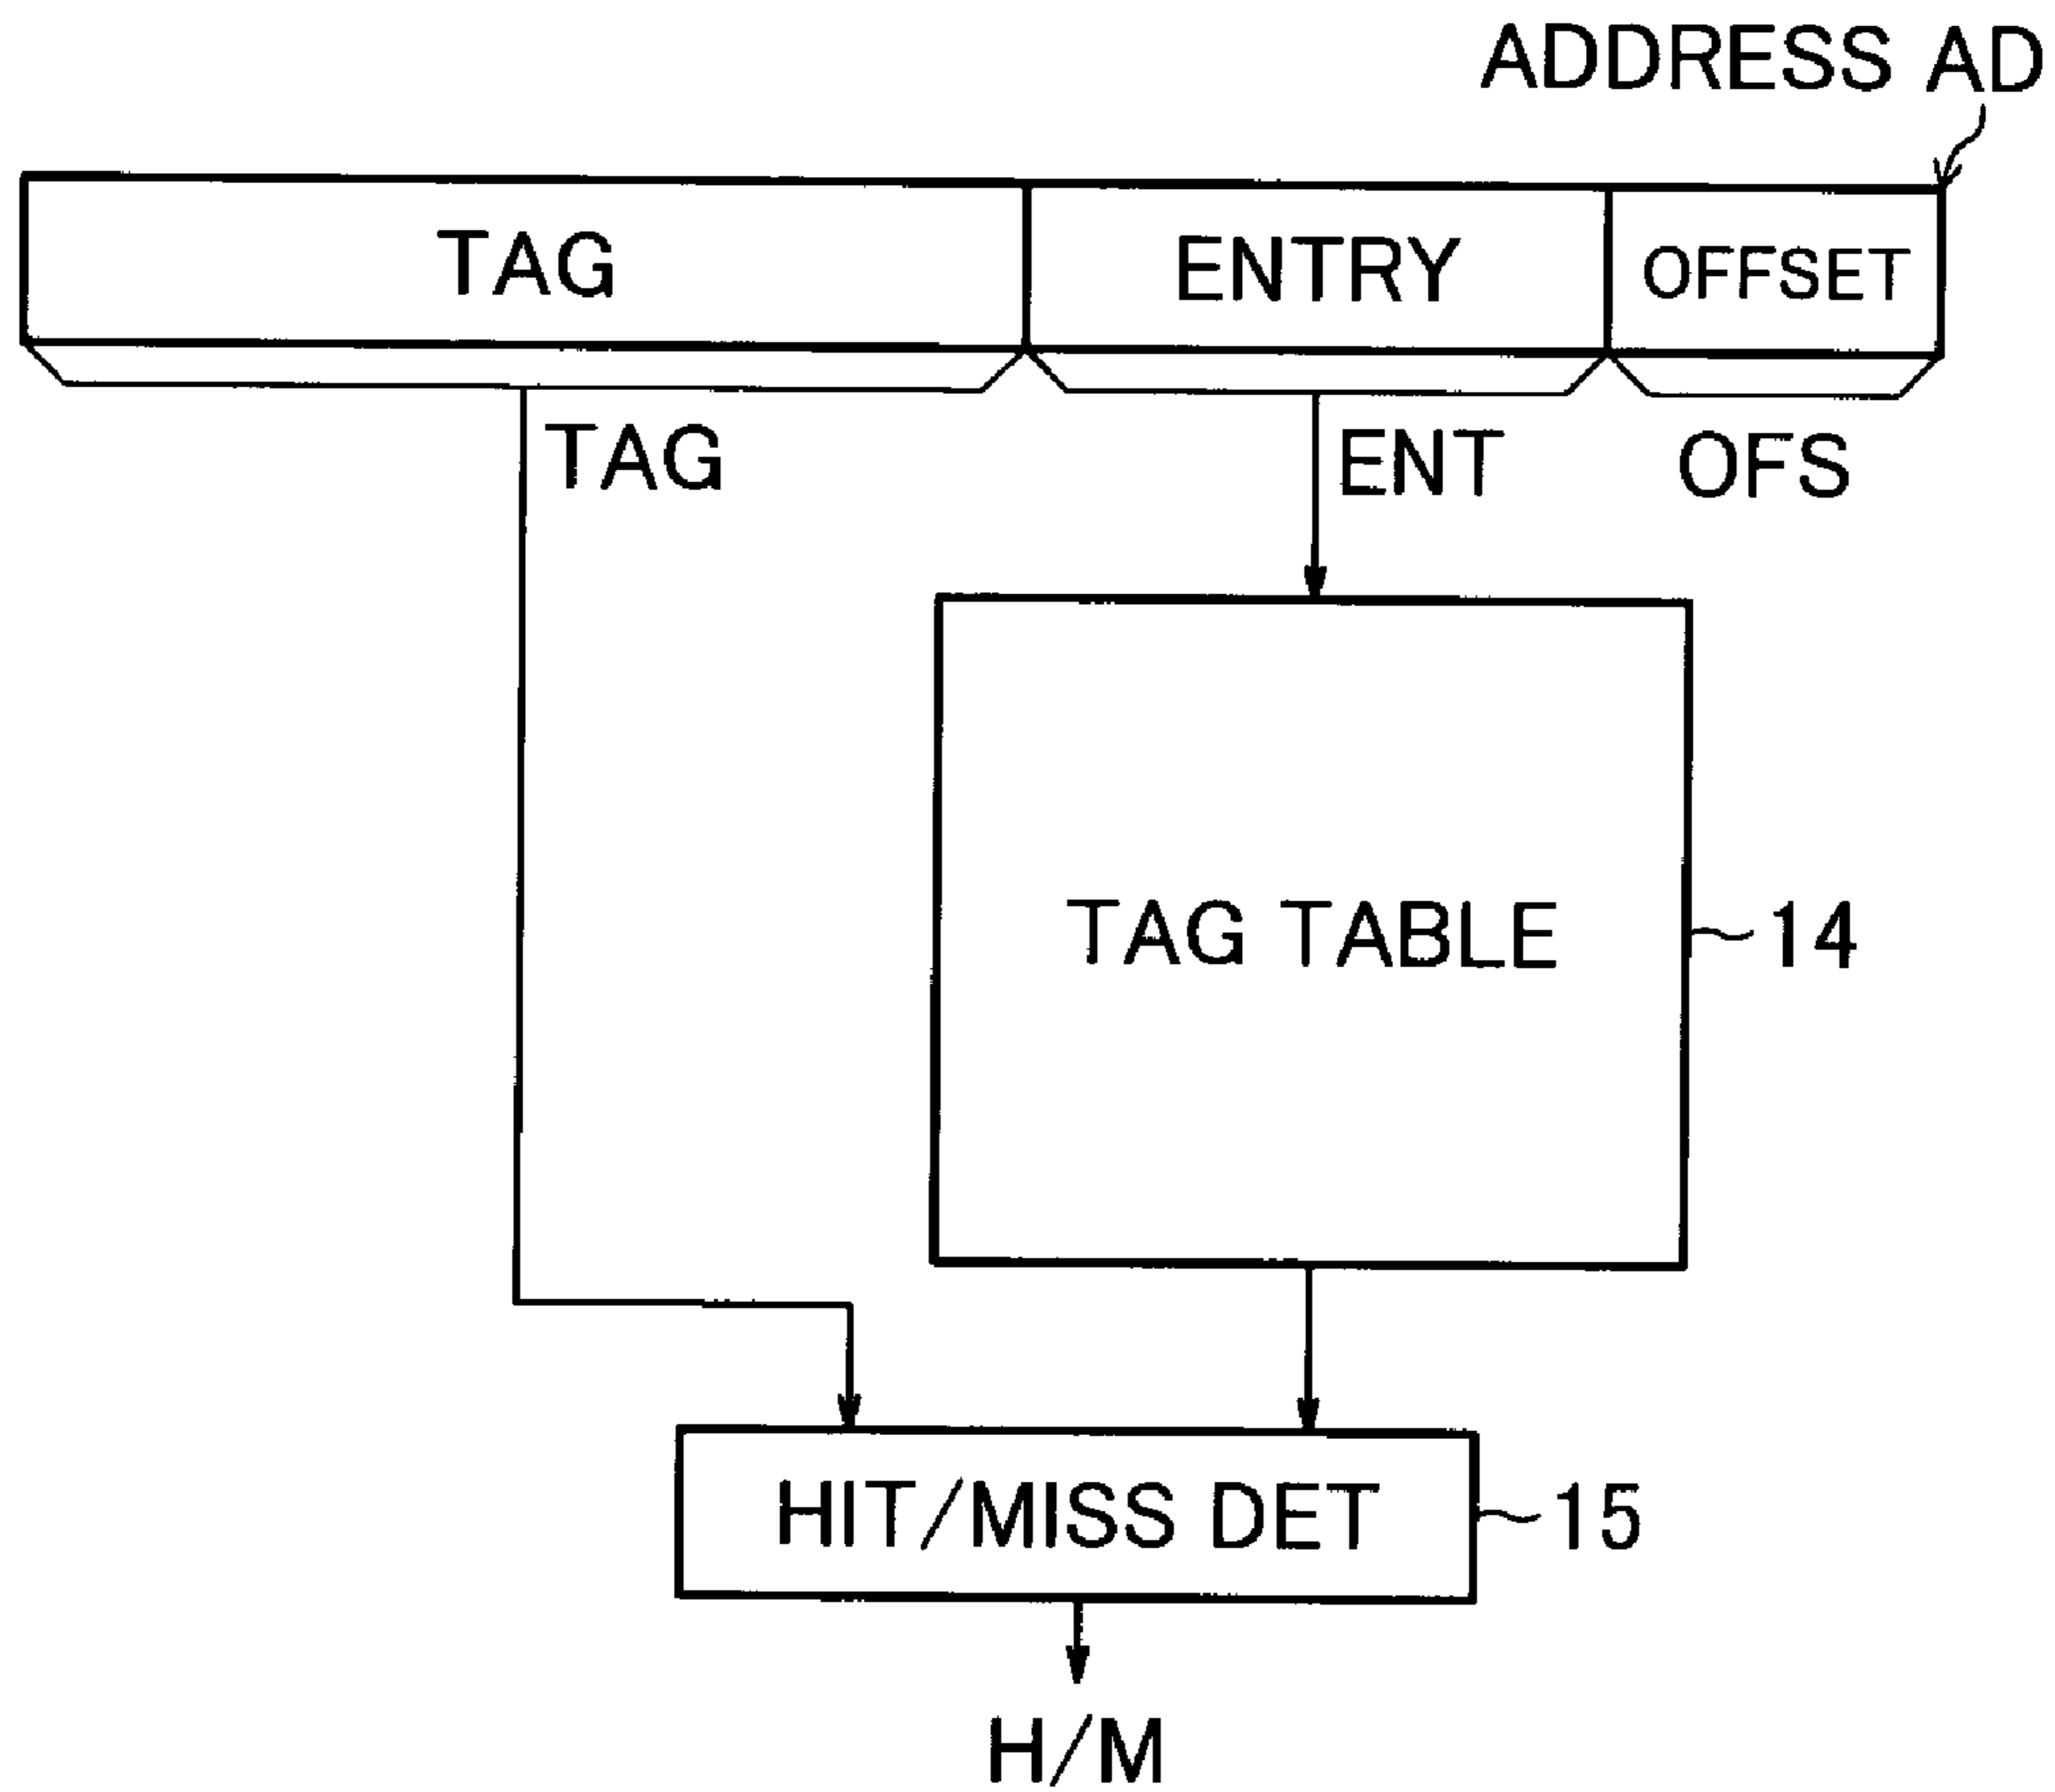 ADDRESS AD
TAG ENTRY OFFSET
TAG ENT OFS
TAG TABLE 14
HIT/MISS DET 15
H/M